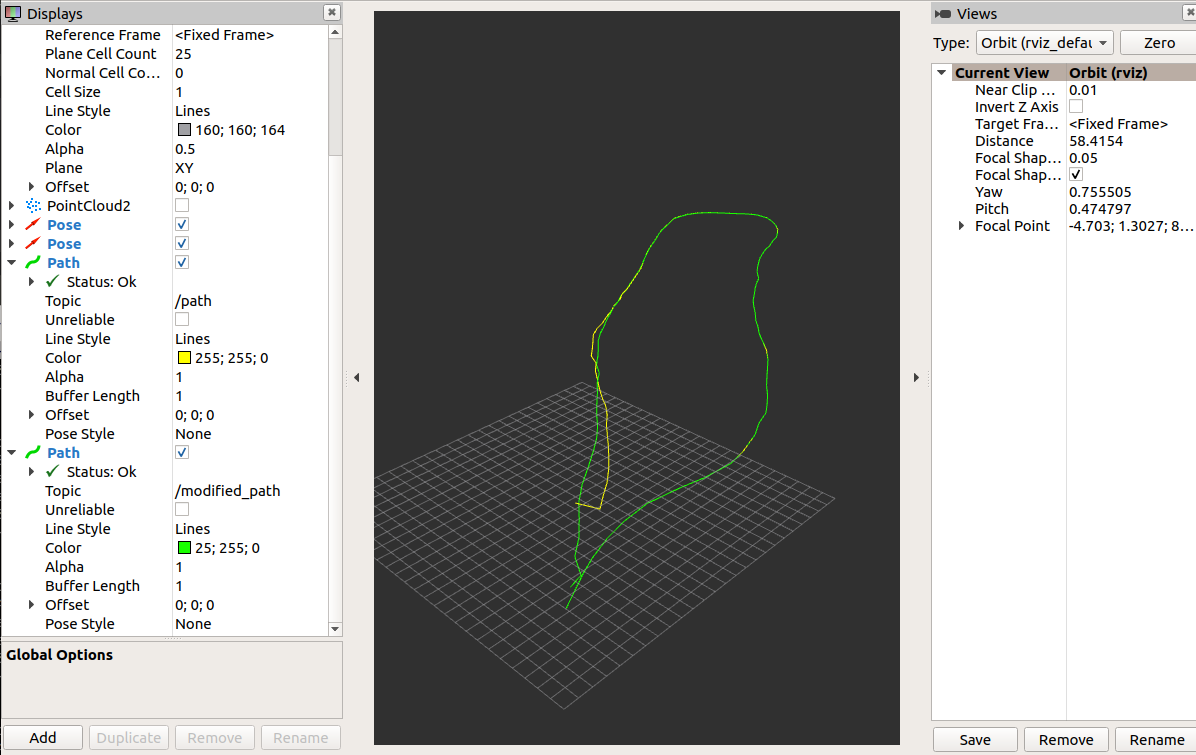 Displays
Reference Frame <Fixed Frame>
Plane Cell Count 25
Normal Cell Co... 0
Cell Size 1
Line Style Lines
Color 160; 160; 164
Alpha 0.5
Plane XY
Offset 0; 0; 0
PointCloud2
Pose
Pose
Path
Status: Ok
Topic /path
Unreliable
Line Style Lines
Color 255; 255; 0
Alpha 1
Buffer Length 1
Offset 0; 0; 0
Pose Style None
Path
Status: Ok
Topic /modified_path
Unreliable
Line Style Lines
Color 25; 255; 0
Alpha 1
Buffer Length 1
Offset 0; 0; 0
Pose Style None
Global Options
Add Duplicate Remove Rename
Views
Type: Orbit (rviz_defau Zero
Current View Orbit (rviz)
Near Clip ... 0.01
Invert Z Axis
Target Fra... <Fixed Frame>
Distance 58.4154
Focal Shap... 0.05
Focal Shap...
Yaw 0.755505
Pitch 0.474797
Focal Point -4.703; 1.3027; 8...
Save Remove Rename